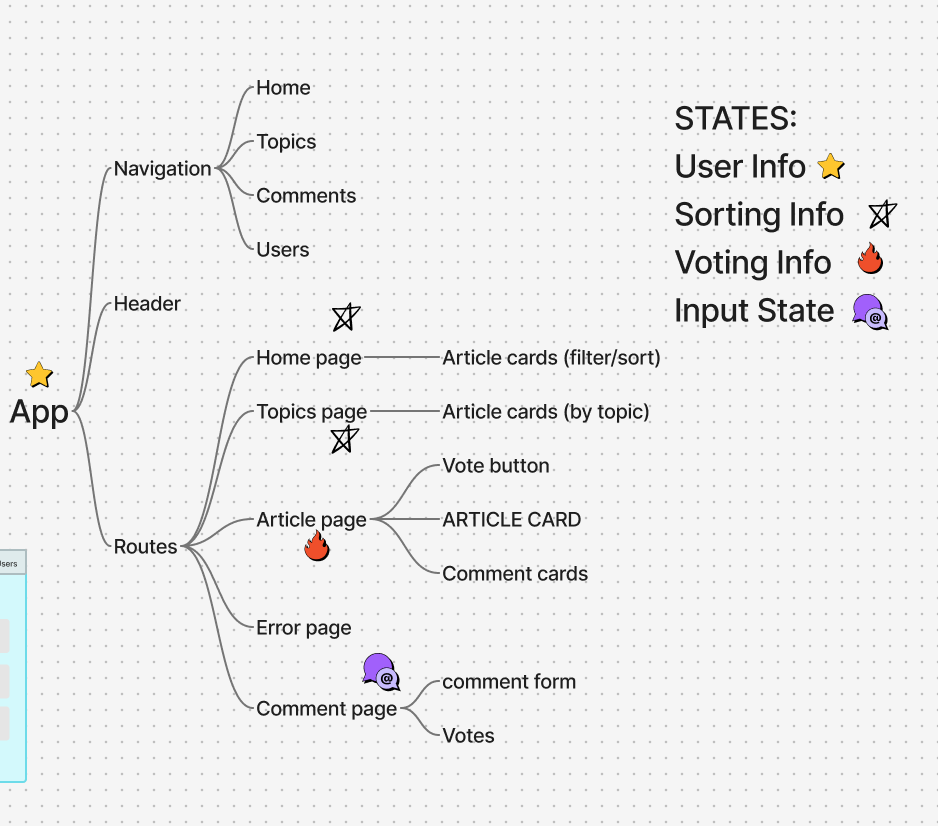 Home
Topics
Navigation
Comments
Users
Header
App
Home page
Article cards (filter/sort)
Topics page
Article cards (by topic)
Vote button
Article page
ARTICLE CARD
Comment cards
Routes
Error page
comment form
Comment page
Votes
STATES:
User Info
Sorting Info
Voting Info
Input State
@
@